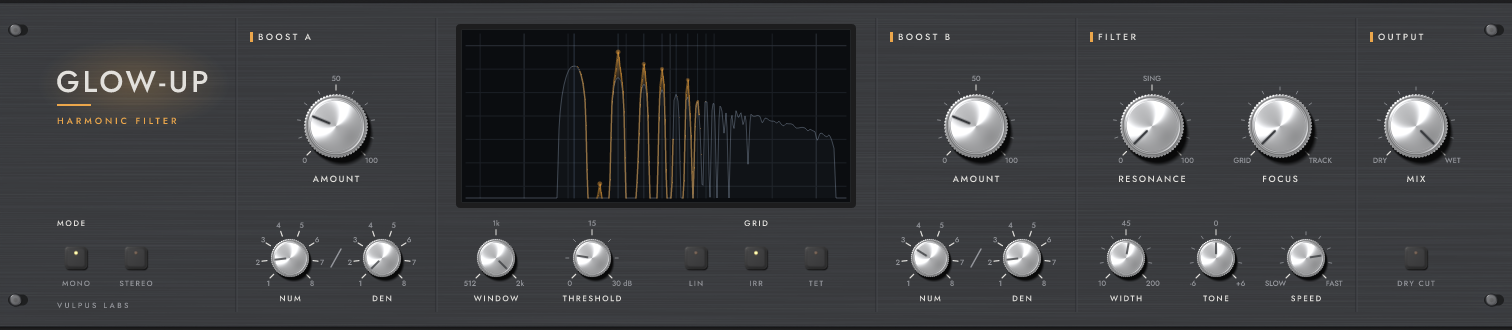 GLOW-UP
HARMONIC FILTER
MODE
MONO STEREO
VULPUS LABS
BOOST A
50
0 100
AMOUNT
4 5
3 6
2 7
1 8
NUM
/
4 5
3 6
2 7
1 8
DEN
1k
512 2k
WINDOW
15
0 30 dB
THRESHOLD
GRID
LIN IRR TET
BOOST B
50
0 100
AMOUNT
4 5
3 6
2 7
1 8
NUM
/
4 5
3 6
2 7
1 8
DEN
FILTER
SING
0 100
RESONANCE
GRID TRACK
FOCUS
45
10 200
WIDTH
0
-6 +6
TONE
SLOW FAST
SPEED
OUTPUT
DRY WET
MIX
DRY CUT